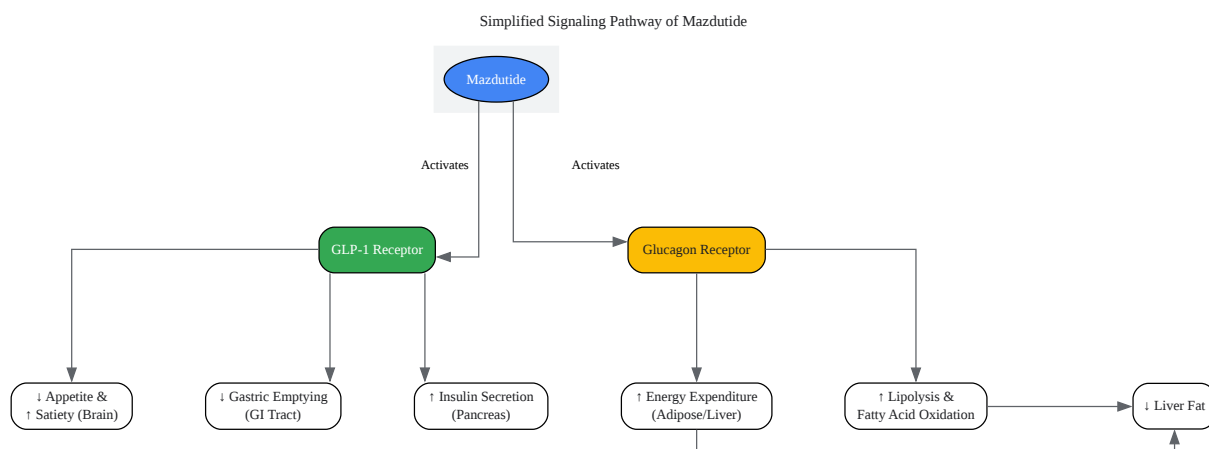 Simplified Signaling Pathway of Mazdutide
Mazdutide
Activates
Activates
GLP-1 Receptor
Glucagon Receptor
↓ Appetite &
↑ Satiety (Brain)
↓ Gastric Emptying
(GI Tract)
↑ Insulin Secretion
(Pancreas)
↑ Energy Expenditure
(Adipose/Liver)
↑ Lipolysis &
Fatty Acid Oxidation
↓ Liver Fat